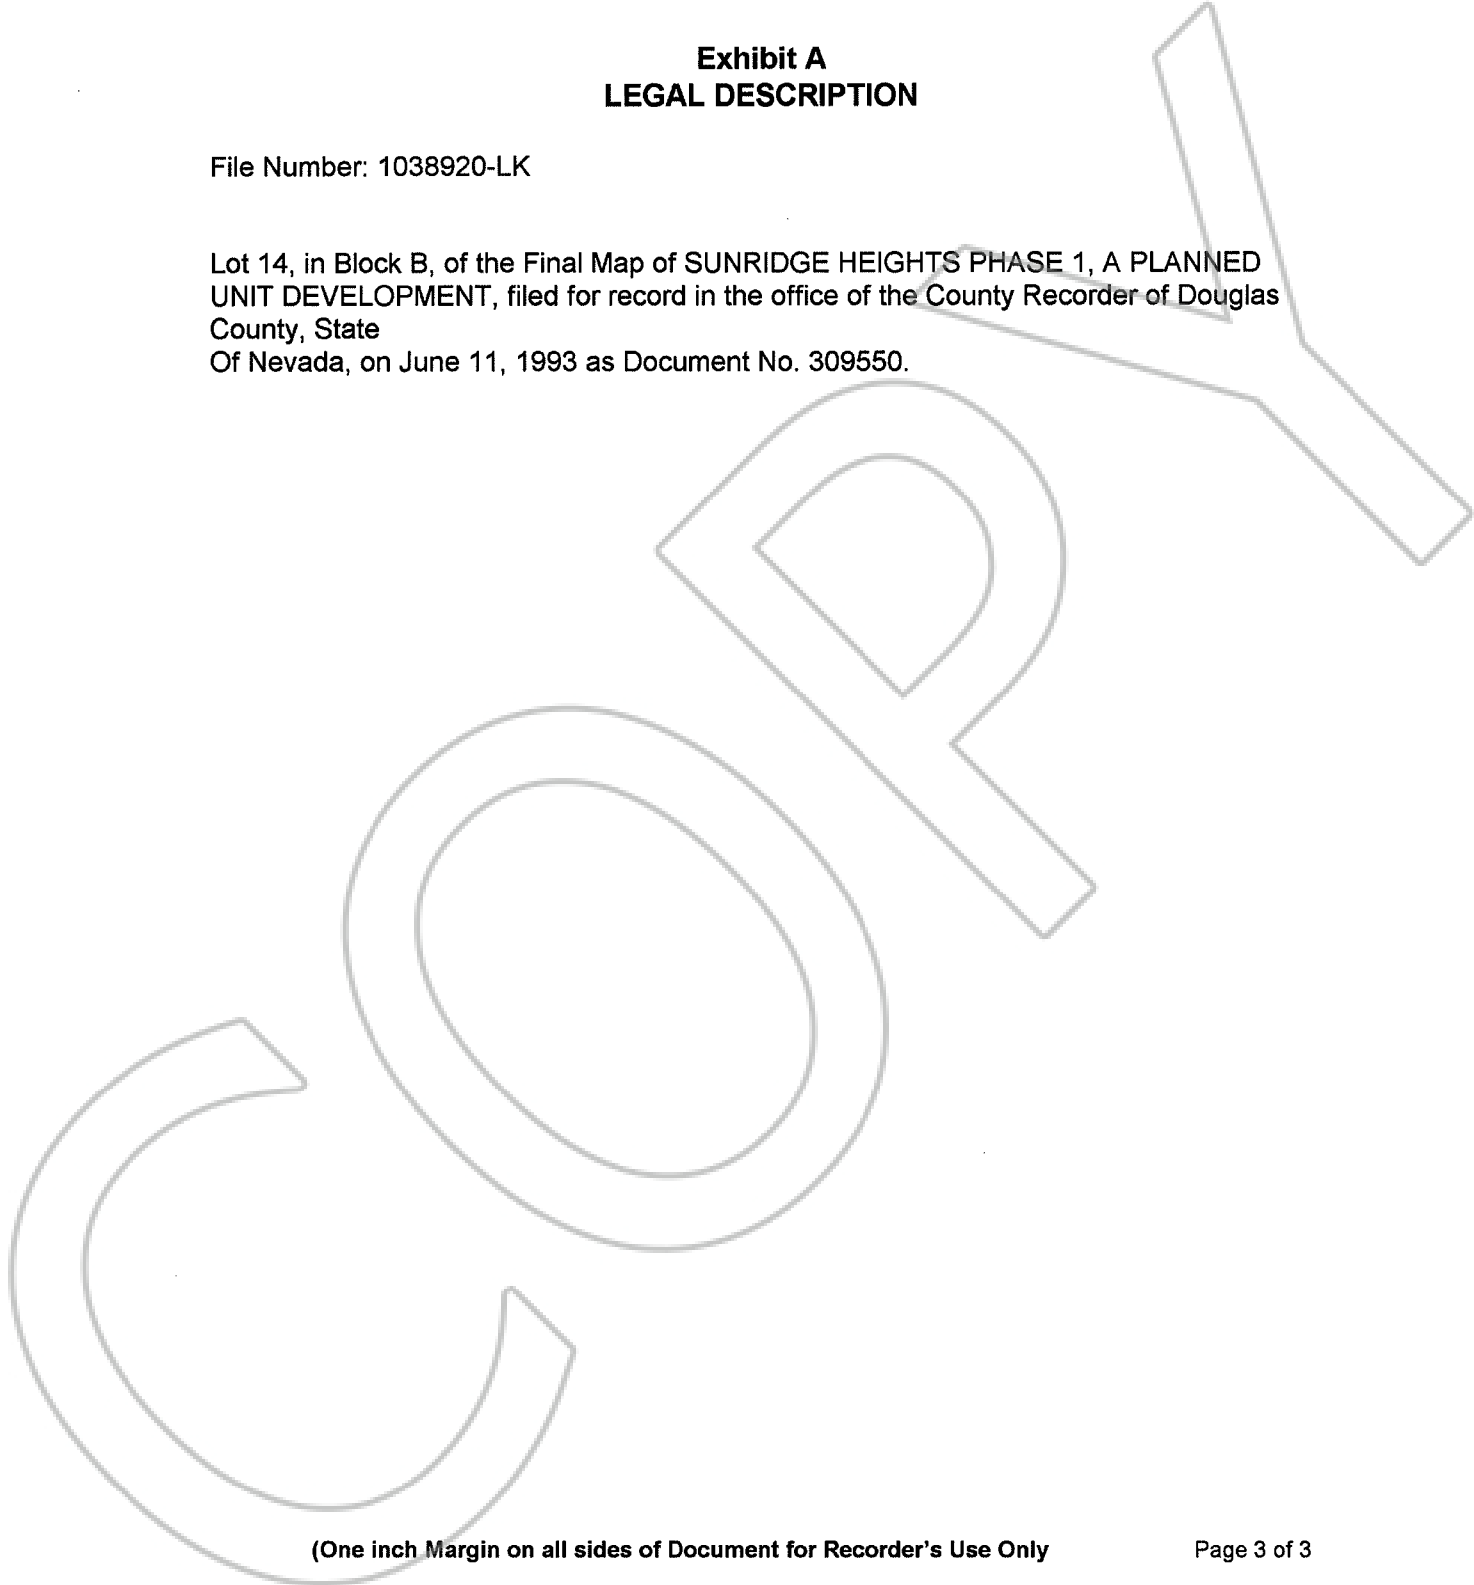 Exhibit A
LEGAL DESCRIPTION
File Number: 1038920-LK
Lot 14, in Block B, of the Final Map of SUNRIDGE HEIGHTS PHASE 1, A PLANNED
UNIT DEVELOPMENT, filed for record in the office of the County Recorder of Douglas
County, State
Of Nevada, on June 11, 1993 as Document No. 309550.
COPY
(One inch Margin on all sides of Document for Recorder's Use Only Page 3 of 3